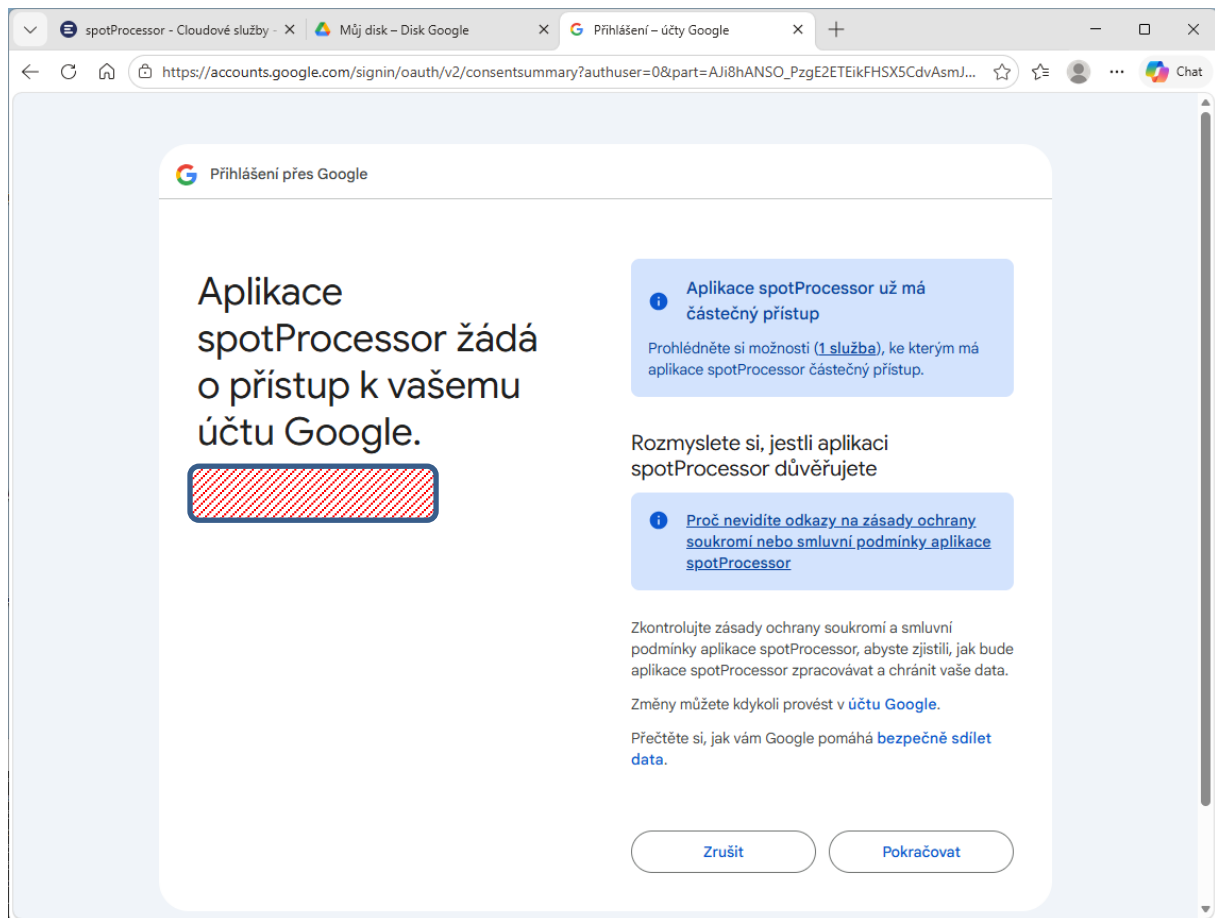 spotProcessor - Cloudové služby -
Můj disk – Disk Google
Přihlášení – účty Google
https://accounts.google.com/signin/oauth/v2/consentsummary?authuser=0&part=AJi8hANSO_PzgE2ETEikFHSX5CdvAsmJ...
Chat
Přihlášení přes Google
Aplikace
spotProcessor žádá
o přístup k vašemu
účtu Google.
Aplikace spotProcessor už má
částečný přístup
Prohlédněte si možnosti (1 služba), ke kterým má
aplikace spotProcessor částečný přístup.
Rozmyslete si, jestli aplikaci
spotProcessor důvěřujete
Proč nevidíte odkazy na zásady ochrany
soukromí nebo smluvní podmínky aplikace
spotProcessor
Zkontrolujte zásady ochrany soukromí a smluvní
podmínky aplikace spotProcessor, abyste zjistili, jak bude
aplikace spotProcessor zpracovávat a chránit vaše data.
Změny můžete kdykoli provést v účtu Google.
Přečtěte si, jak vám Google pomáhá bezpečně sdílet
data.
Zrušit
Pokračovat